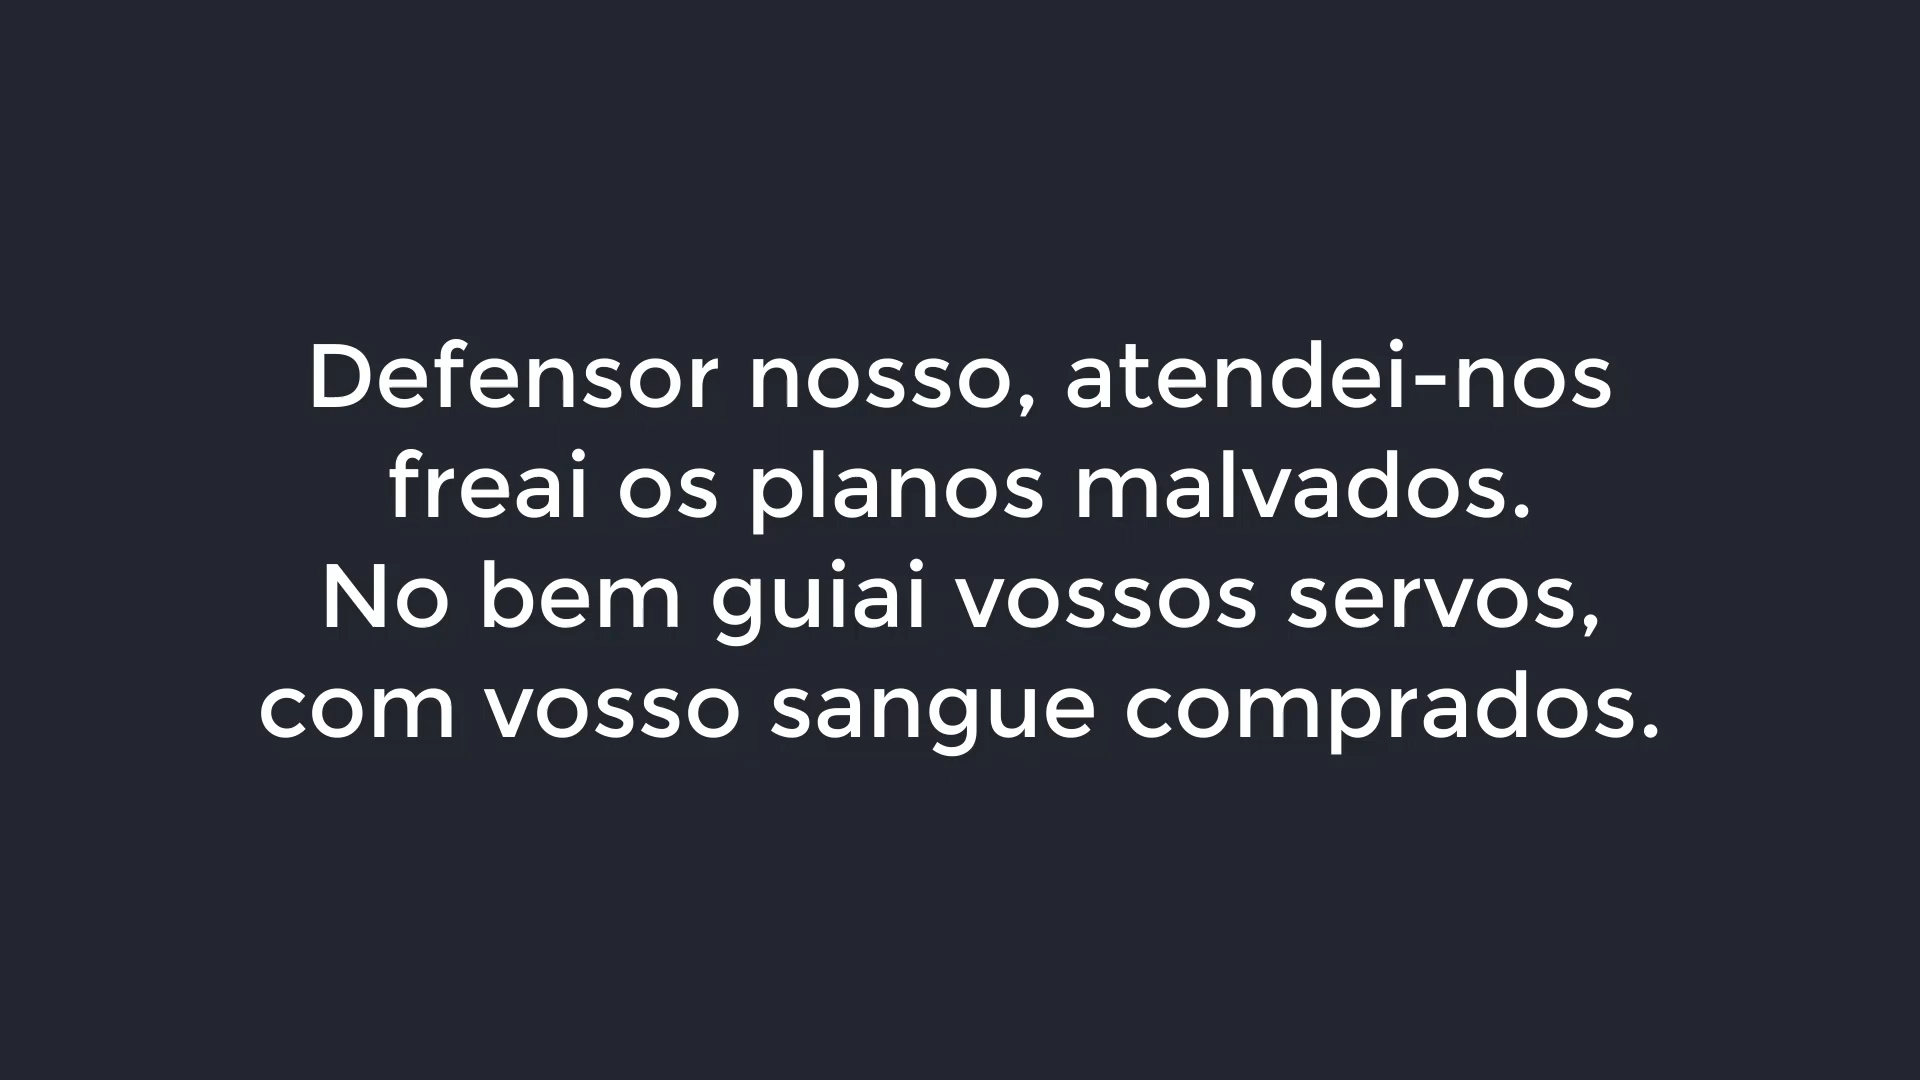 Defensor nosso, atendei-nos
freai os planos malvados.
No bem guiai vossos servos,
com vosso sangue comprados.